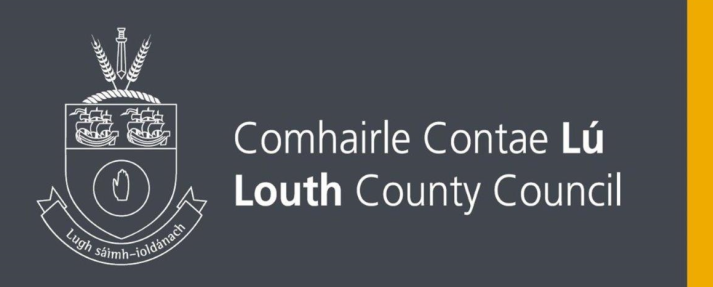 Comhairle Contae Lú
Louth County Council
Lugh sáimh-ioldánach